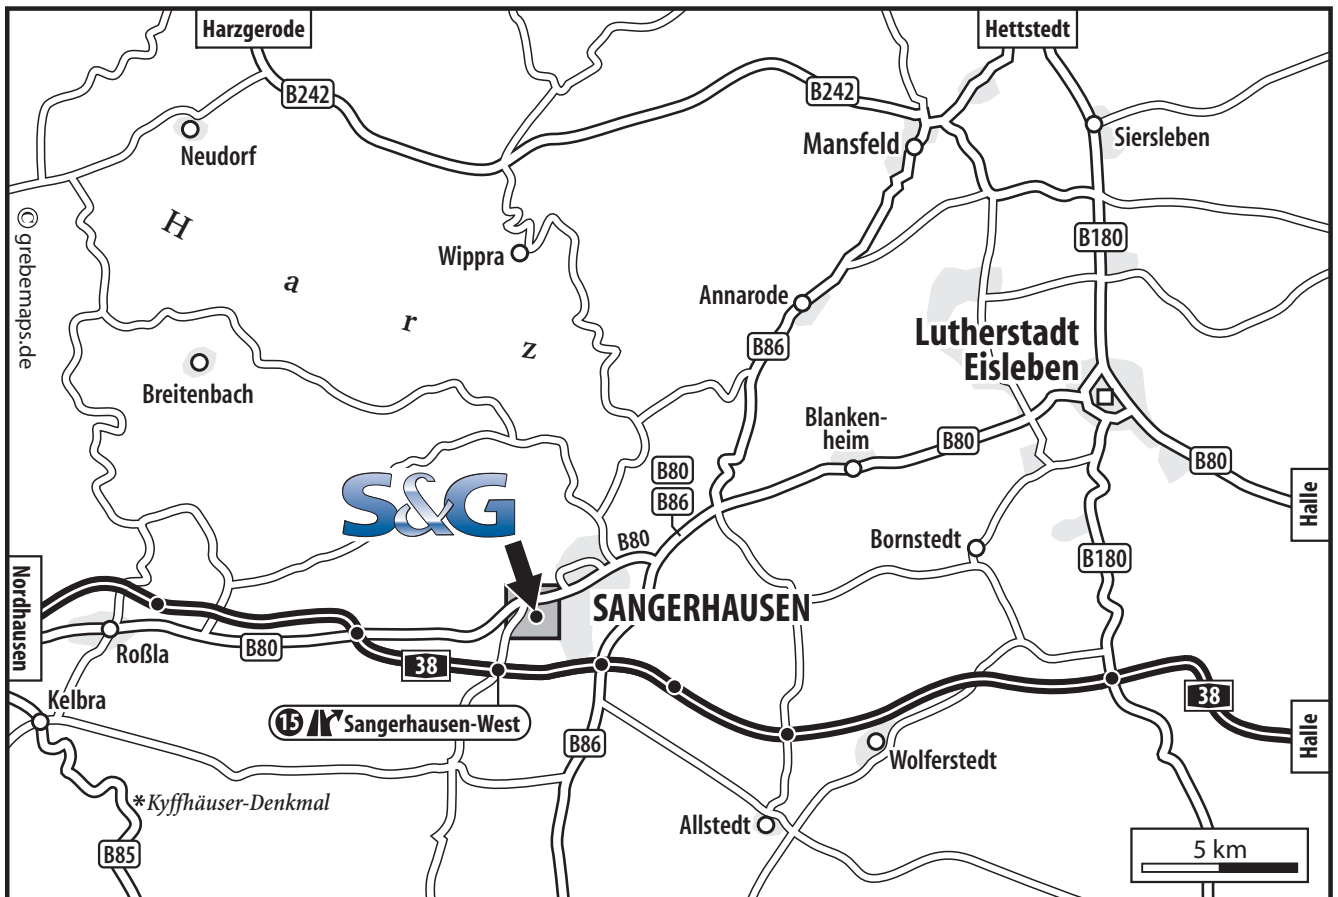 Harzgerode
Hettstedt
B242
B242
Neudorf
Mansfeld
Siersleben
H
a
r
z
© grebemaps.de
Wippra
B180
Annarode
B86
Lutherstadt
Eisleben
Breitenbach
Blanken-
heim
B80
B80
B80
B86
S&G
Halle
B80
Bornstedt
B180
Nordhausen
SANGERHAUSEN
Roßla
B80
38
38
Kelbra
15 Sangerhausen-West
B86
Halle
Wolferstedt
*Kyffhäuser-Denkmal
Allstedt
B85
5 km